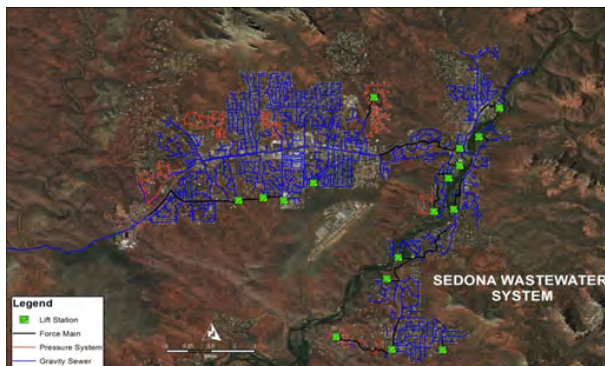 SEDONA WASTEWATER
SYSTEM
Legend
Lift Station
Force Main
Pressure System
Gravity Sewer